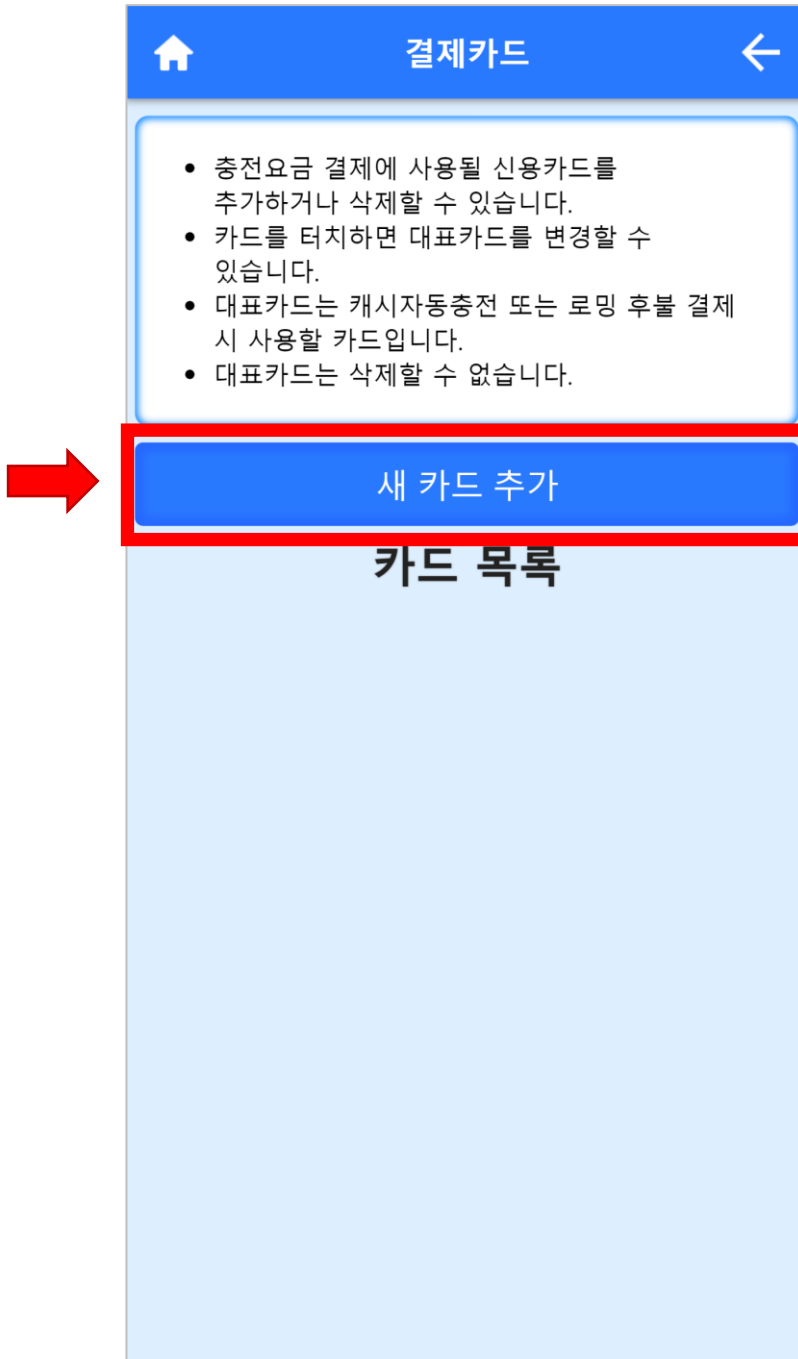 결제카드
• 충전요금 결제에 사용될 신용카드를
추가하거나 삭제할 수 있습니다.
• 카드를 터치하면 대표카드를 변경할 수
있습니다.
• 대표카드는 캐시자동충전 또는 로밍 후불 결제
시 사용할 카드입니다.
• 대표카드는 삭제할 수 없습니다.
새 카드 추가
카드 목록